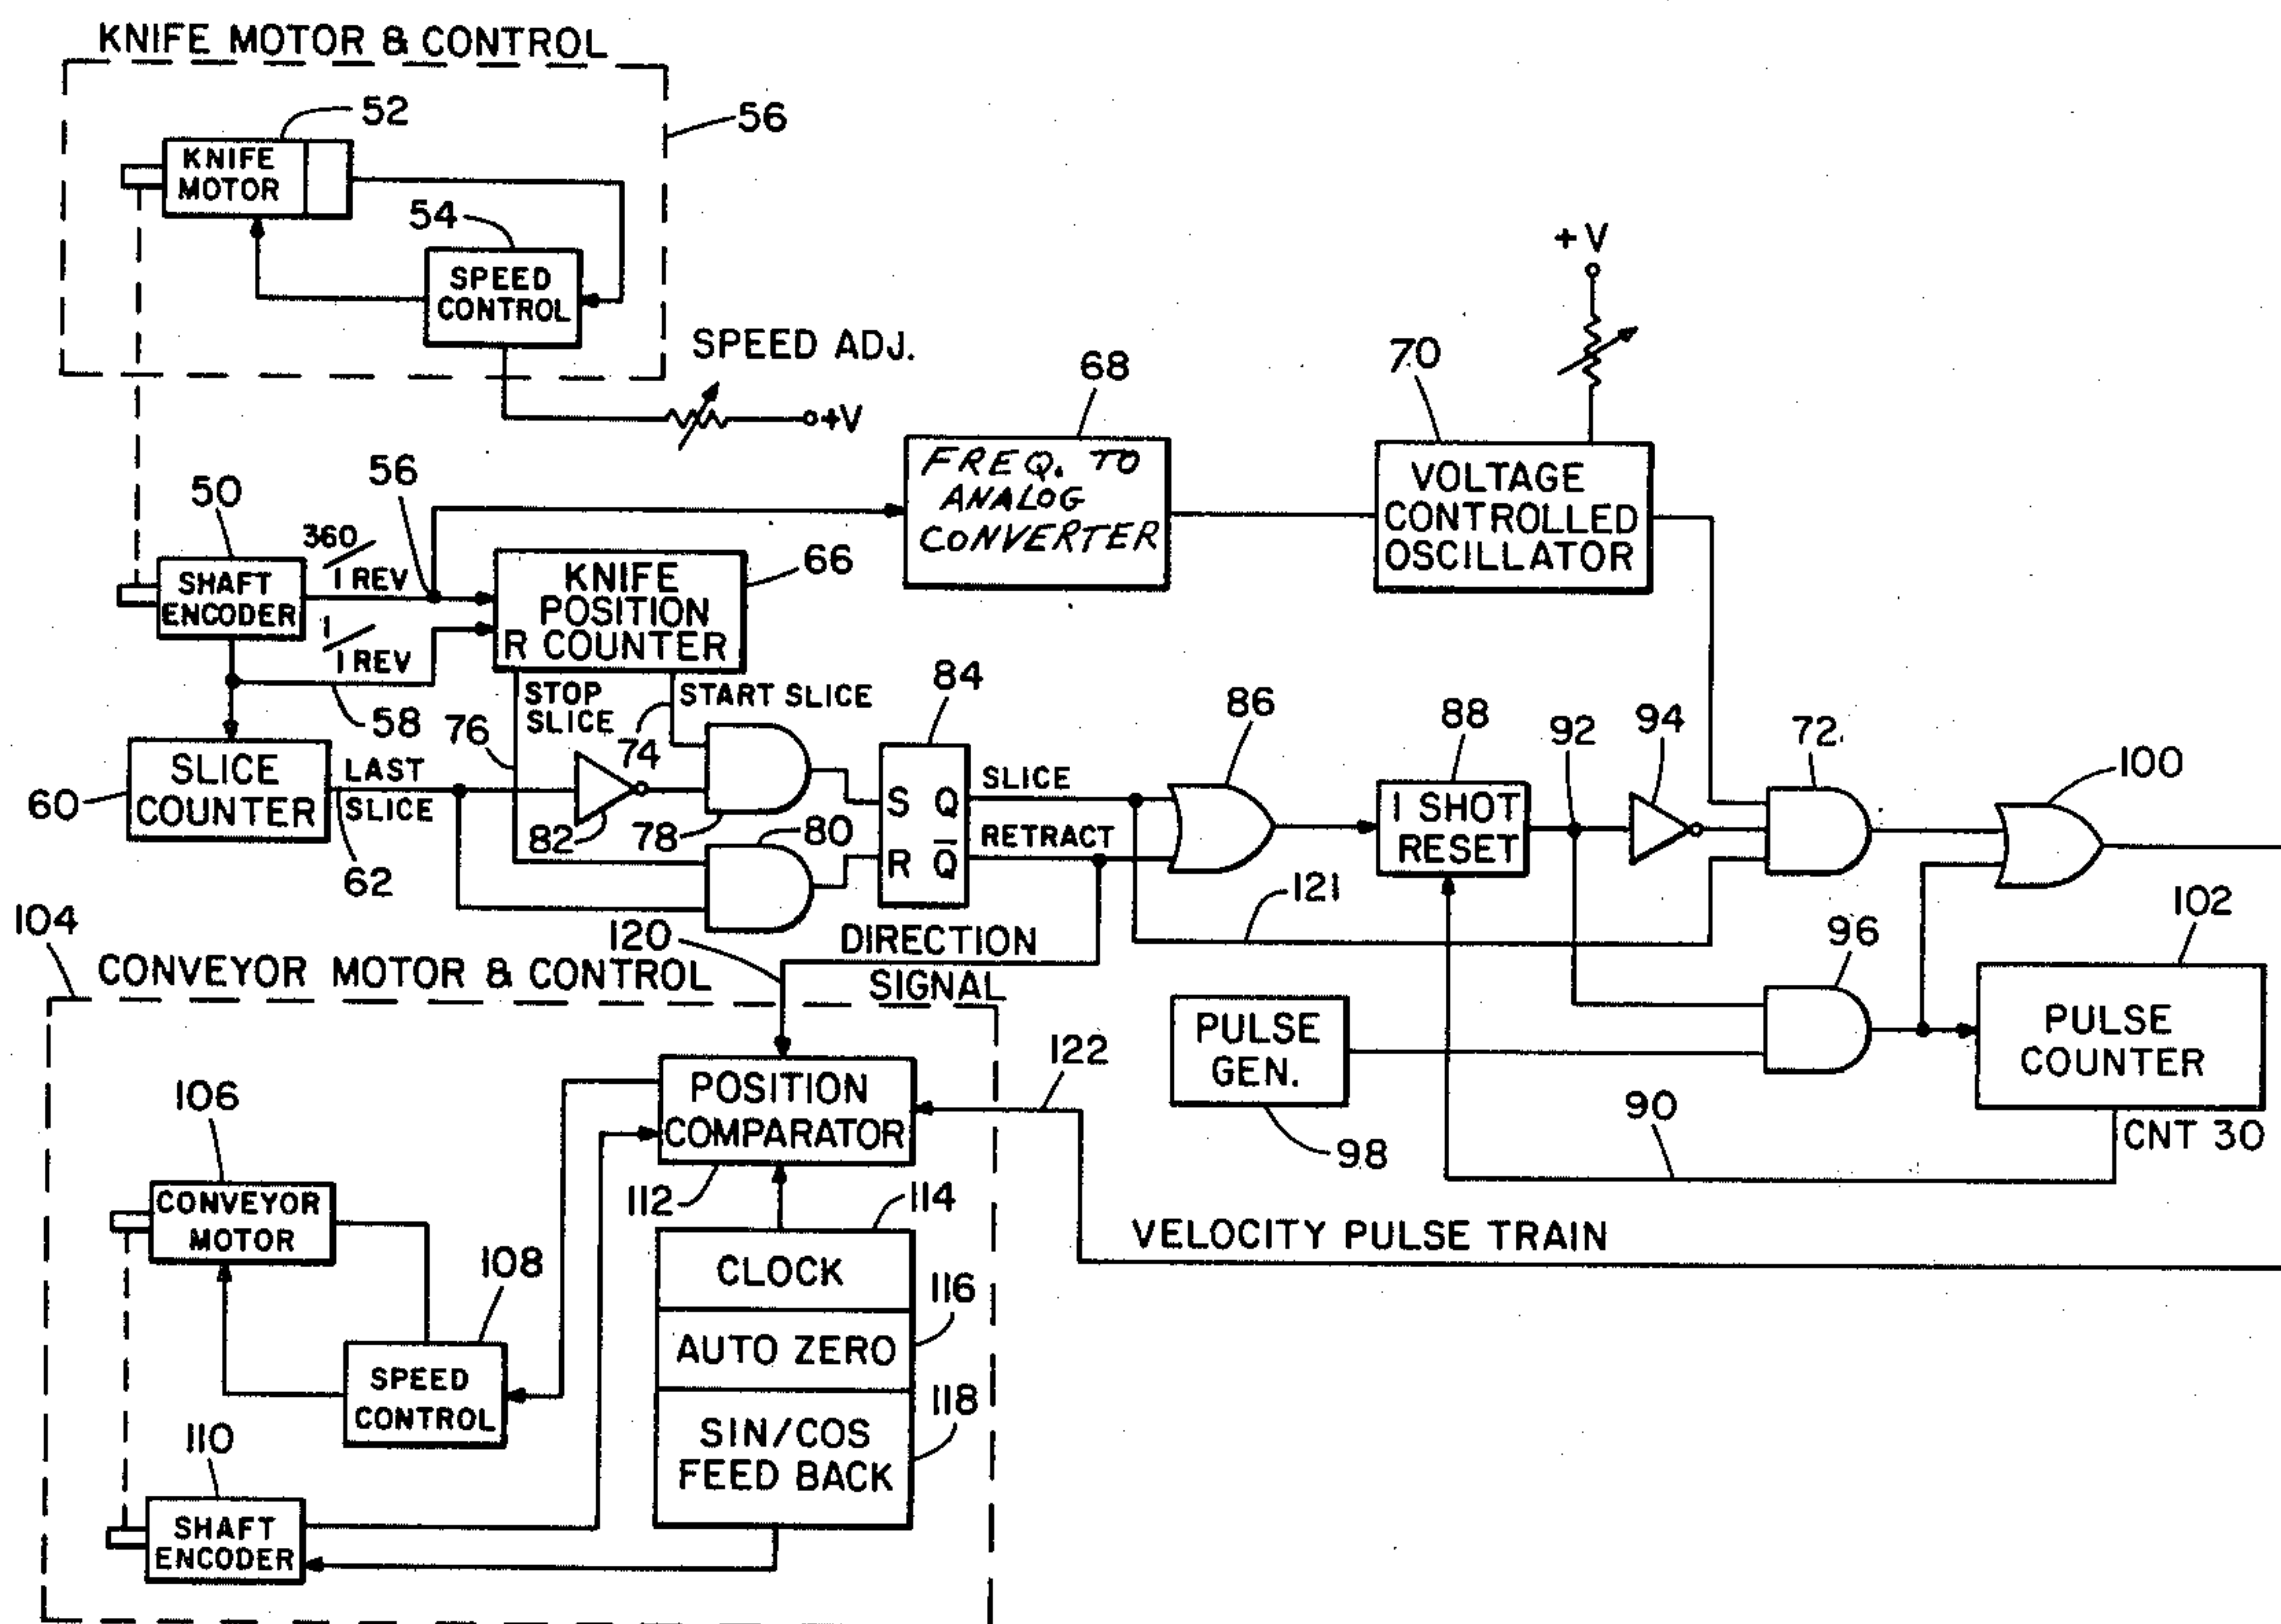 KNIFE MOTOR & CONTROL
52
56
KNIFE
MOTOR
54
SPEED
CONTROL
SPEED ADJ.
+V
+V
68
70
FREQ. TO
ANALOG
CONVERTER
VOLTAGE
CONTROLLED
OSCILLATOR
50
56
360/1 REV
SHAFT
ENCODER
1/1 REV
58
66
KNIFE
POSITION
R COUNTER
STOP
SLICE
START SLICE
76
74
60
SLICE
COUNTER
LAST
SLICE
62
82
78
80
84
S Q
R Q̅
SLICE
RETRACT
86
88
1 SHOT
RESET
92
94
72
100
121
120
DIRECTION
SIGNAL
96
102
PULSE
COUNTER
CNT 30
90
PULSE
GEN.
98
104
CONVEYOR MOTOR & CONTROL
122
POSITION
COMPARATOR
112
106
CONVEYOR
MOTOR
108
SPEED
CONTROL
114
CLOCK
116
AUTO ZERO
118
SIN/COS
FEED BACK
110
SHAFT
ENCODER
VELOCITY PULSE TRAIN